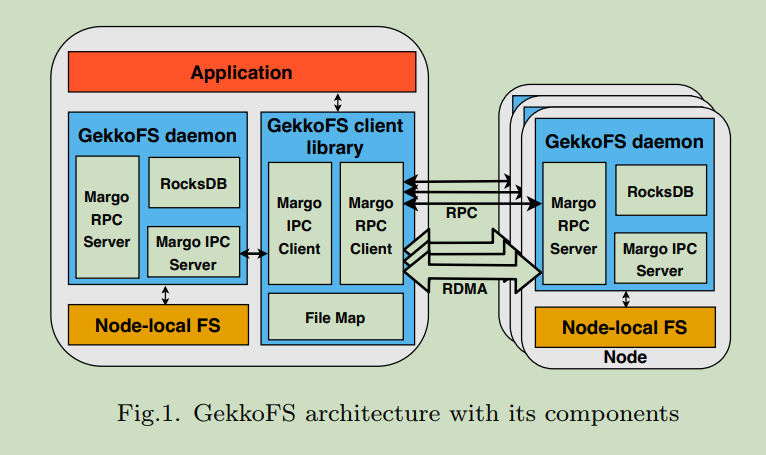 Application
GekkoFS daemon
Margo
RPC
Server
RocksDB
Margo IPC
Server
Node-local FS
GekkoFS client
library
Margo
IPC
Client
Margo
RPC
Client
File Map
RPC
RDMA
GekkoFS daemon
Margo
RPC
Server
RocksDB
Margo IPC
Server
Node-local FS
Node
Fig.1. GekkoFS architecture with its components